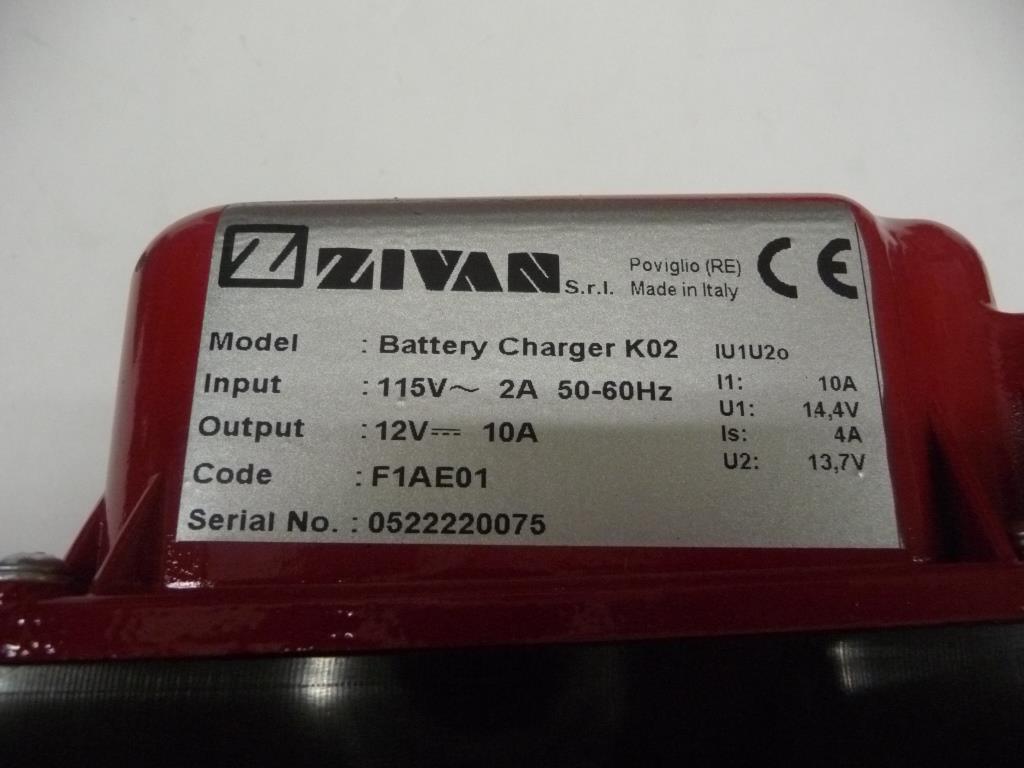 Z ZIVAN S.r.l.
Poviglio (RE)
Made in Italy
CE
Model : Battery Charger K02
Input : 115V~ 2A 50-60Hz
Output : 12V⎓ 10A
Code : F1AE01
Serial No. : 0522220075
IU1U2o
I1: 10A
U1: 14,4V
Is: 4A
U2: 13,7V